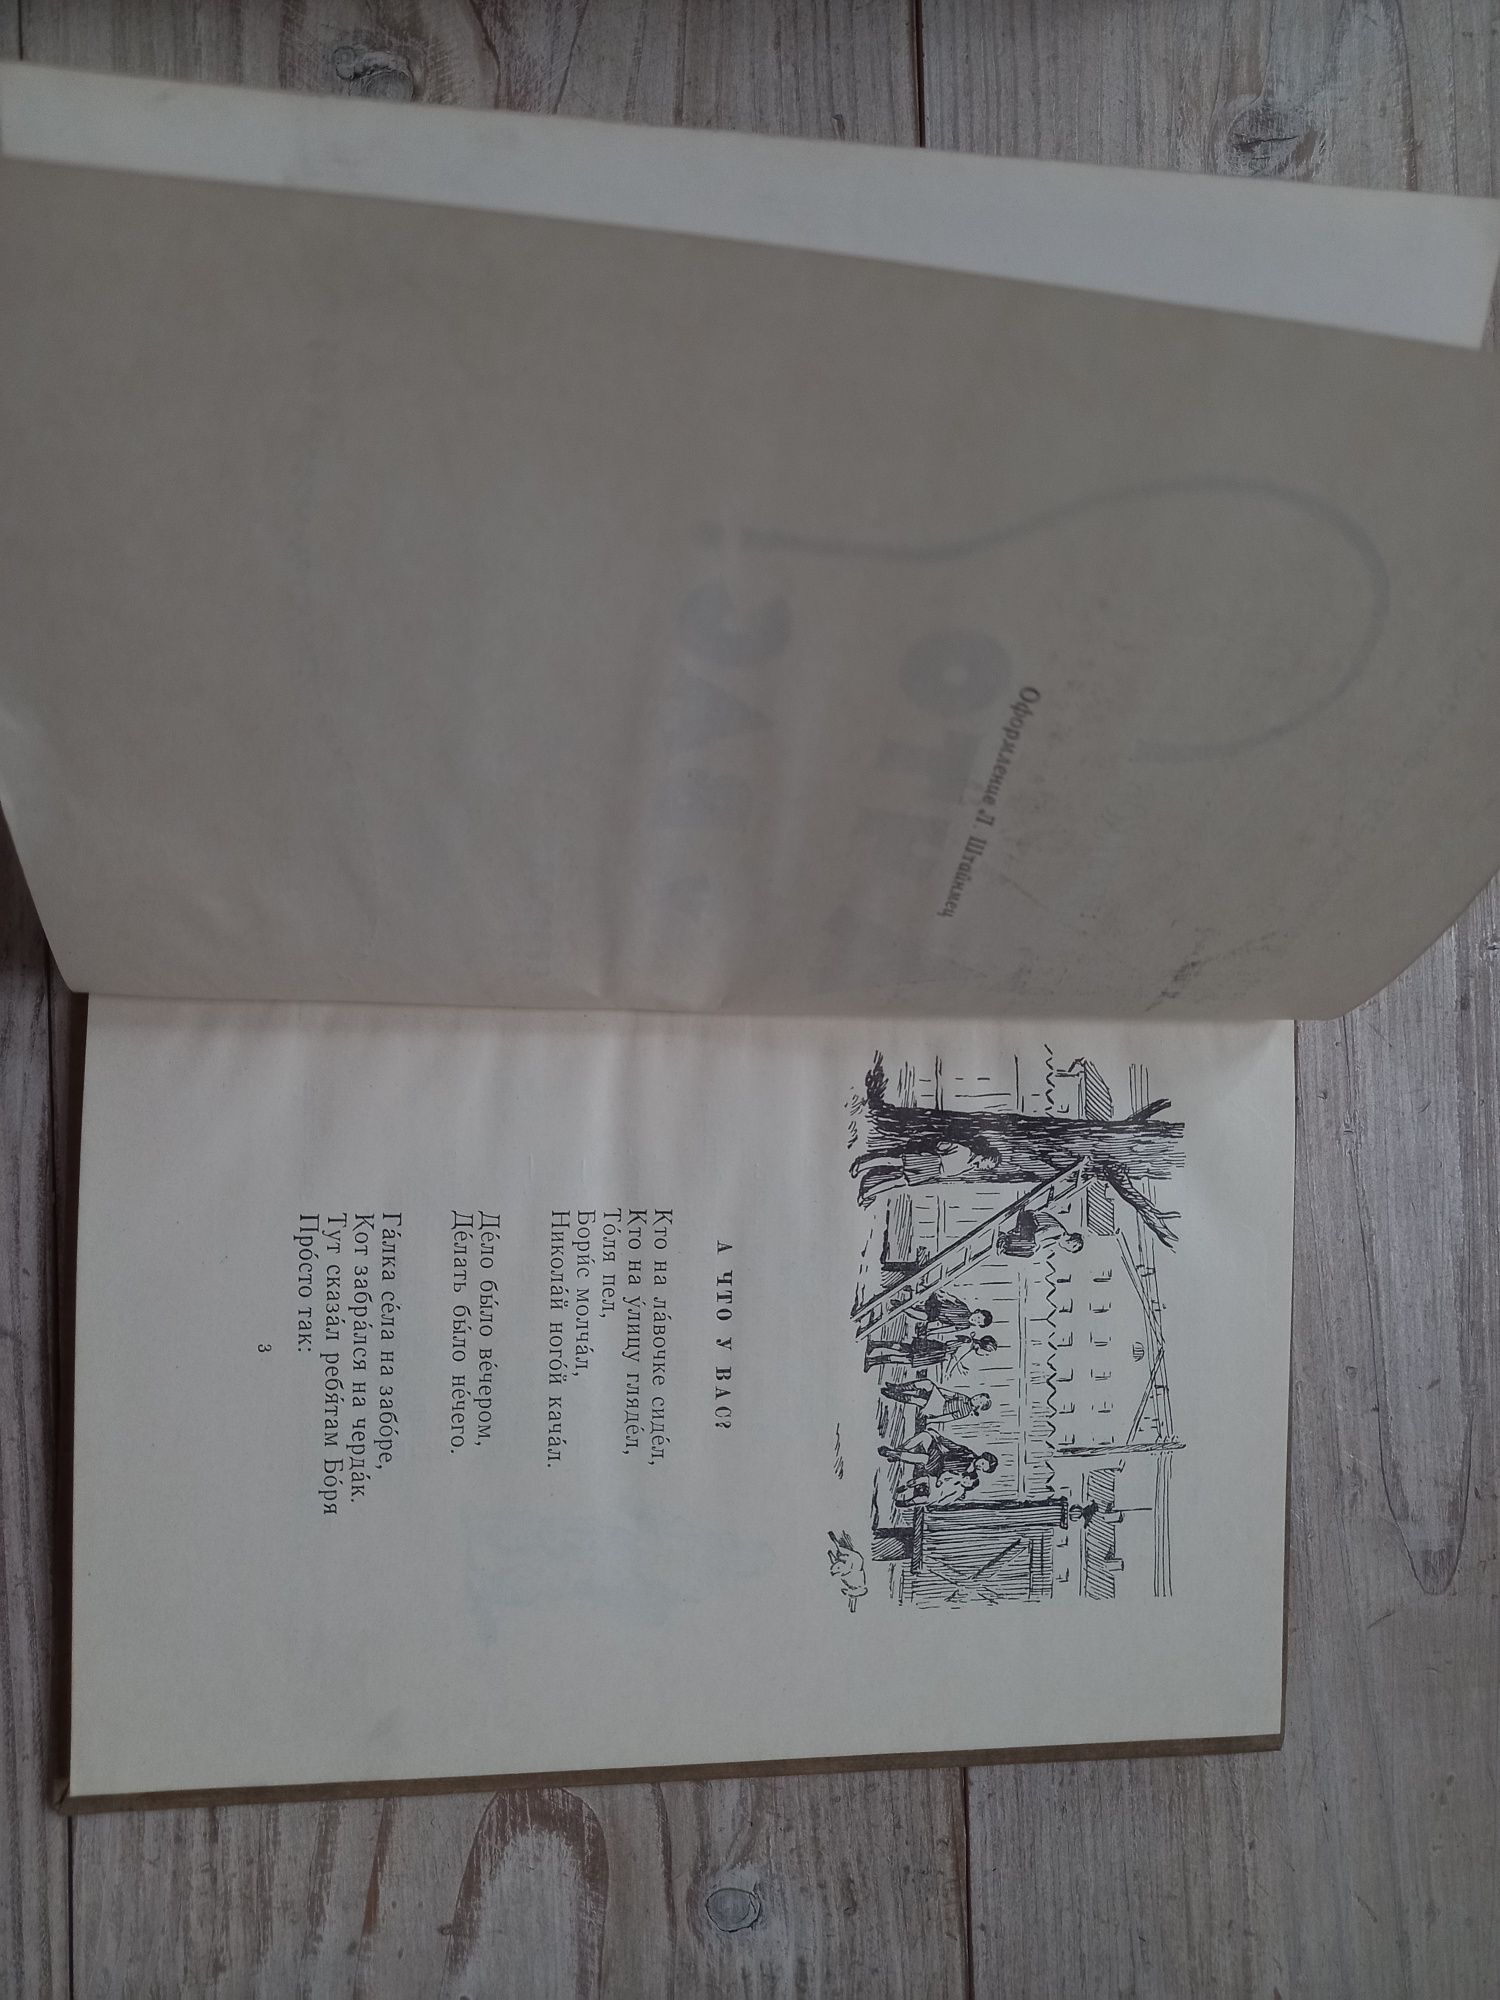 Оформление Л. Штайнмец
А ЧТО У ВАС?
Кто на ла́вочке сиде́л,
Кто на у́лицу гляде́л,
То́ля пел,
Бори́с молча́л,
Никола́й ного́й кача́л.
Де́ло бы́ло ве́чером,
Де́лать бы́ло не́чего.
Га́лка се́ла на забо́ре,
Кот забра́лся на черда́к.
Тут сказа́л ребя́там Бо́ря
Про́сто так:
3